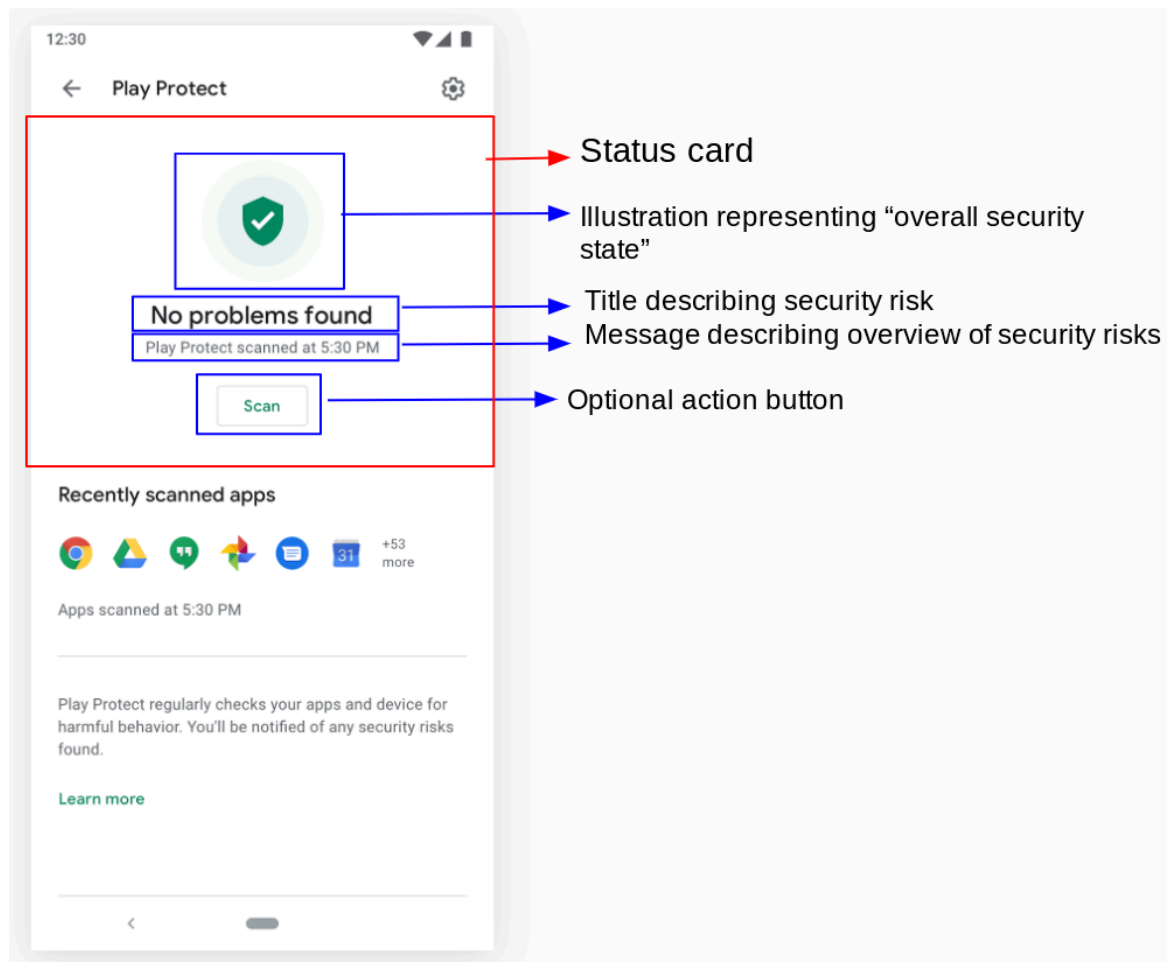 12:30
Play Protect
Status card
Illustration representing “overall security
state”
No problems found
Title describing security risk
Play Protect scanned at 5:30 PM
Message describing overview of security risks
Scan
Optional action button
Recently scanned apps
31
+53
more
Apps scanned at 5:30 PM
Play Protect regularly checks your apps and device for
harmful behavior. You'll be notified of any security risks
found.
Learn more